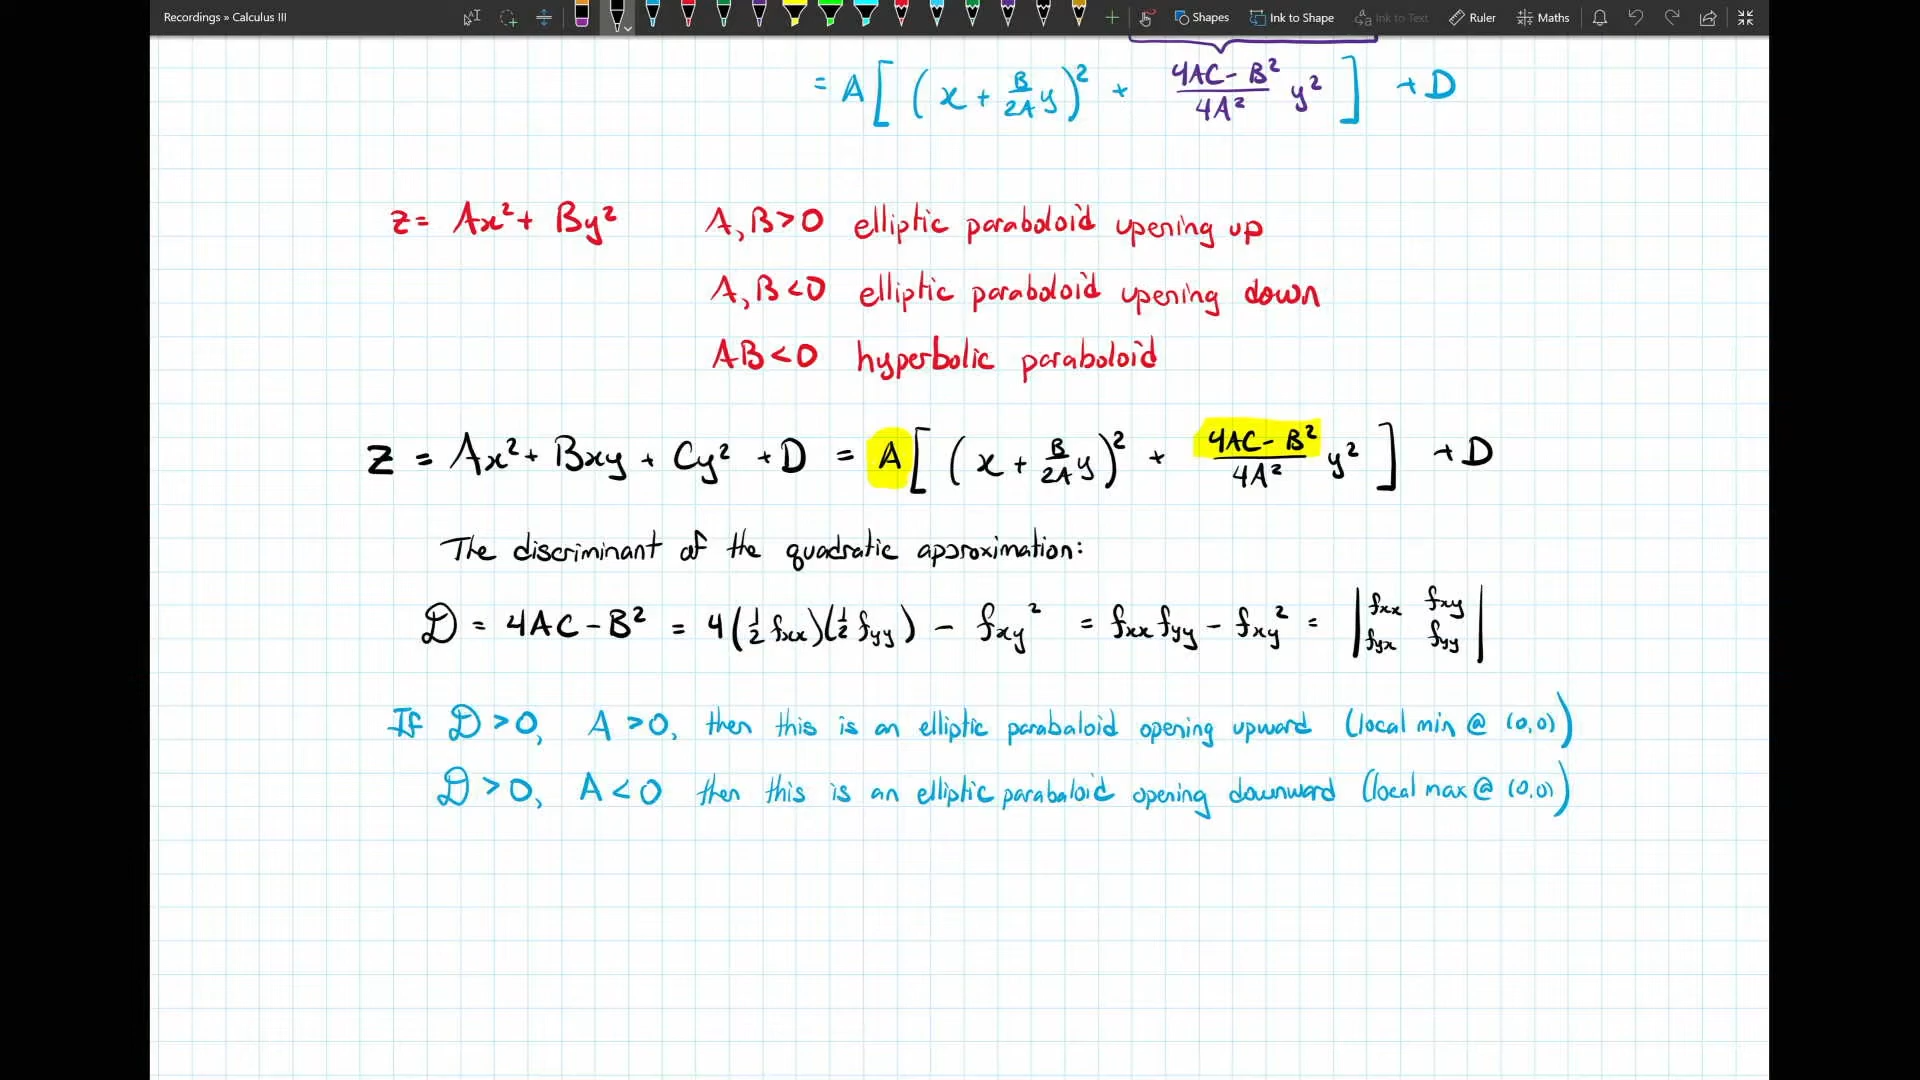 Recordings » Calculus III Shapes Ink to Shape Ink to Text Ruler Maths
= A[(x + B/2A y)² + 4AC - B²/4A² y²] + D
z = Ax² + By² A, B > 0 elliptic paraboloid opening up
A, B < 0 elliptic paraboloid opening down
AB < 0 hyperbolic paraboloid
z = Ax² + Bxy + Cy² + D = A[(x + B/2A y)² + 4AC - B²/4A² y²] + D
The discriminant of the quadratic approximation:
𝒟 = 4AC - B² = 4(½ fxx)(½ fyy) - fxy² = fxx fyy - fxy² = | fxx fxy
fyx fyy |
If 𝒟 > 0, A > 0, then this is an elliptic parabaloid opening upward (local min @ (0,0))
𝒟 > 0, A < 0 then this is an elliptic parabaloid opening downward (local max @ (0,0))